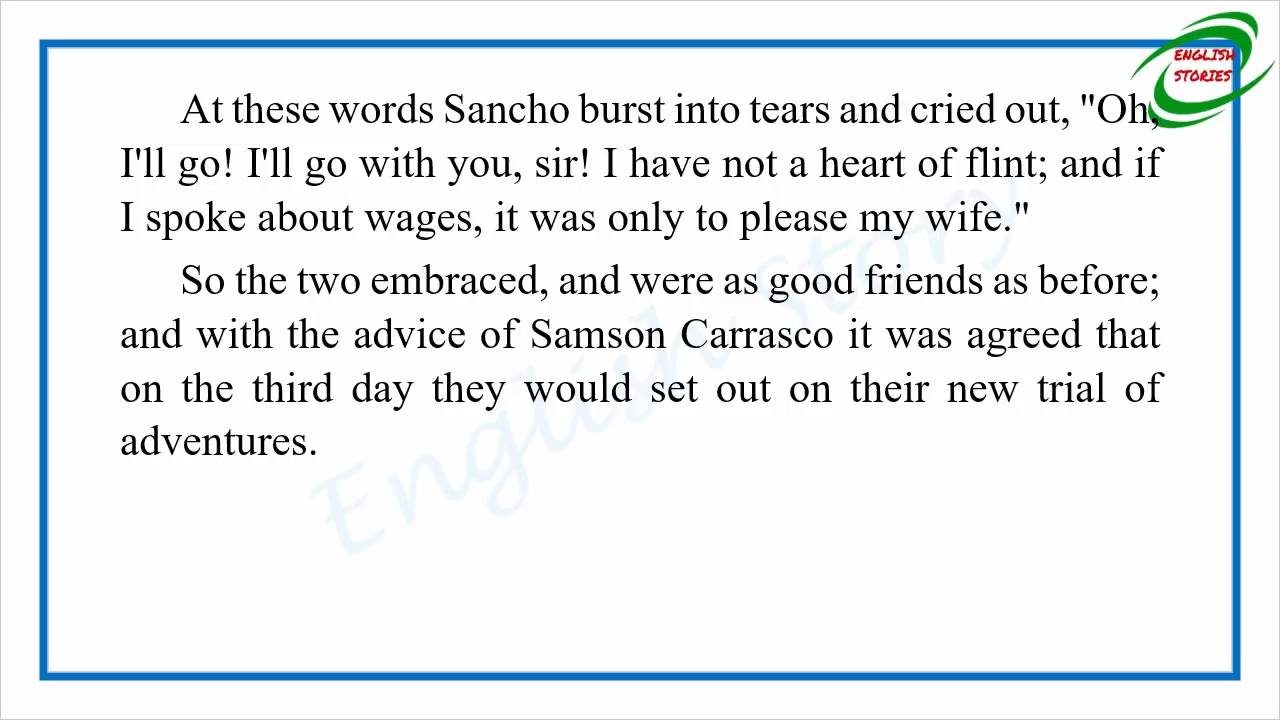 ENGLISH
STORIES
At these words Sancho burst into tears and cried out, "Oh,
I'll go! I'll go with you, sir! I have not a heart of flint; and if
I spoke about wages, it was only to please my wife."
So the two embraced, and were as good friends as before;
and with the advice of Samson Carrasco it was agreed that
on the third day they would set out on their new trial of
adventures.
English story